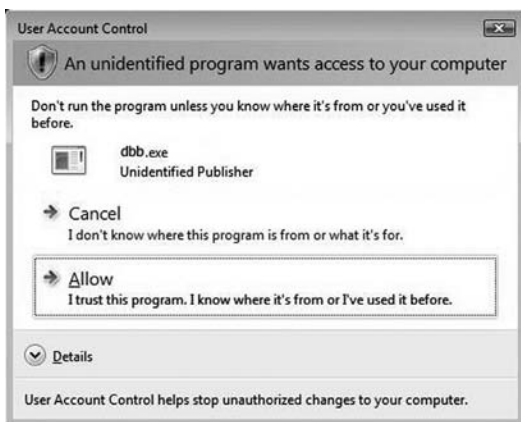 User Account Control
An unidentified program wants access to your computer
Don't run the program unless you know where it's from or you've used it
before.
dbb.exe
Unidentified Publisher
Cancel
I don't know where this program is from or what it's for.
Allow
I trust this program. I know where it's from or I've used it before.
Details
User Account Control helps stop unauthorized changes to your computer.